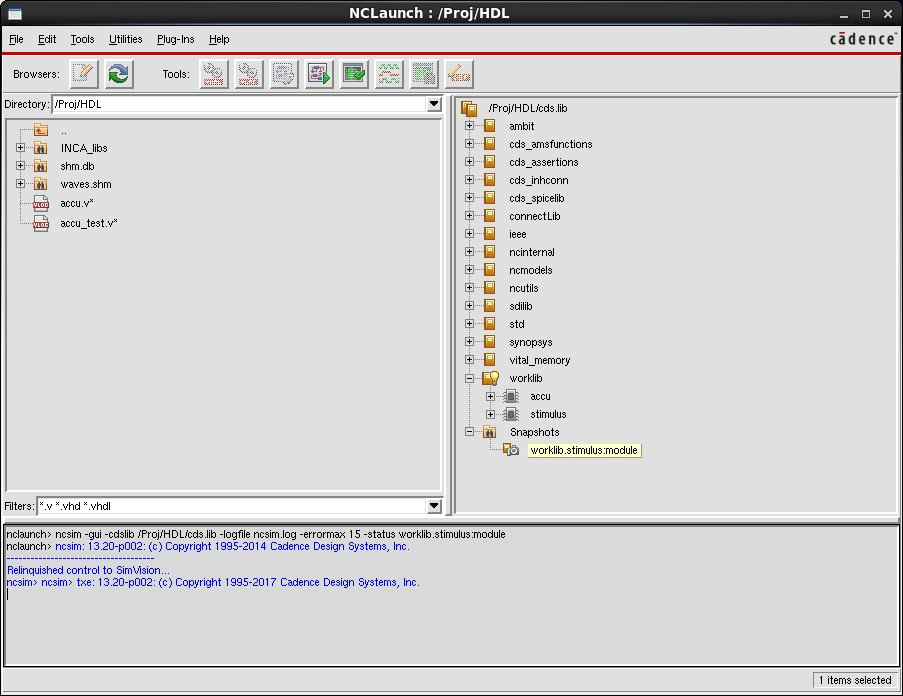 NCLaunch : /Proj/HDL
File Edit Tools Utilities Plug-Ins Help
cādence™
Browsers: Tools:
Directory: /Proj/HDL
..
INCA_libs
shm.db
waves.shm
VLOG accu.v*
VLOG accu_test.v*
Filters: *.v *.vhd *.vhdl
/Proj/HDL/cds.lib
ambit
cds_amsfunctions
cds_assertions
cds_inhconn
cds_spicelib
connectLib
ieee
ncinternal
ncmodels
ncutils
sdilib
std
synopsys
vital_memory
worklib
accu
stimulus
Snapshots
worklib.stimulus:module
nclaunch> ncsim -gui -cdslib /Proj/HDL/cds.lib -logfile ncsim.log -errormax 15 -status worklib.stimulus:module
nclaunch> ncsim: 13.20-p002: (c) Copyright 1995-2014 Cadence Design Systems, Inc.
-------------------------------------
Relinquished control to SimVision...
ncsim> ncsim> txe: 13.20-p002: (c) Copyright 1995-2017 Cadence Design Systems, Inc.
1 items selected